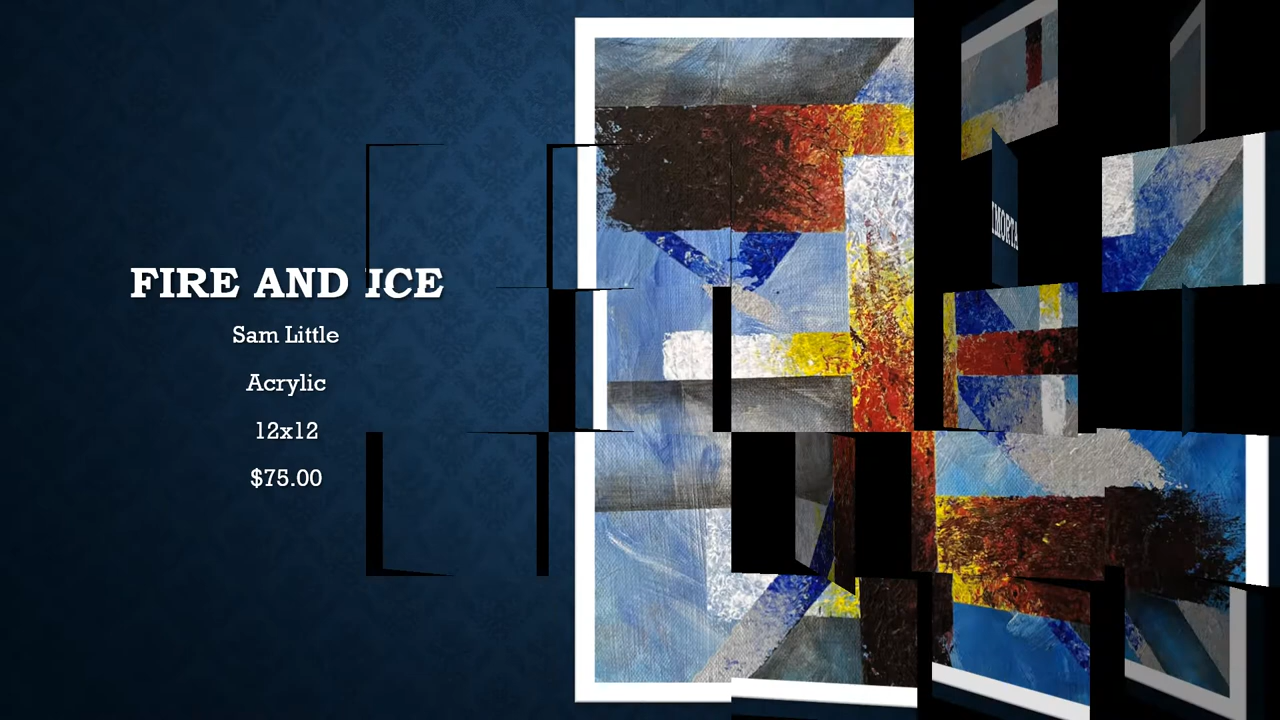 FIRE AND ICE
Sam Little
Acrylic
12x12
$75.00